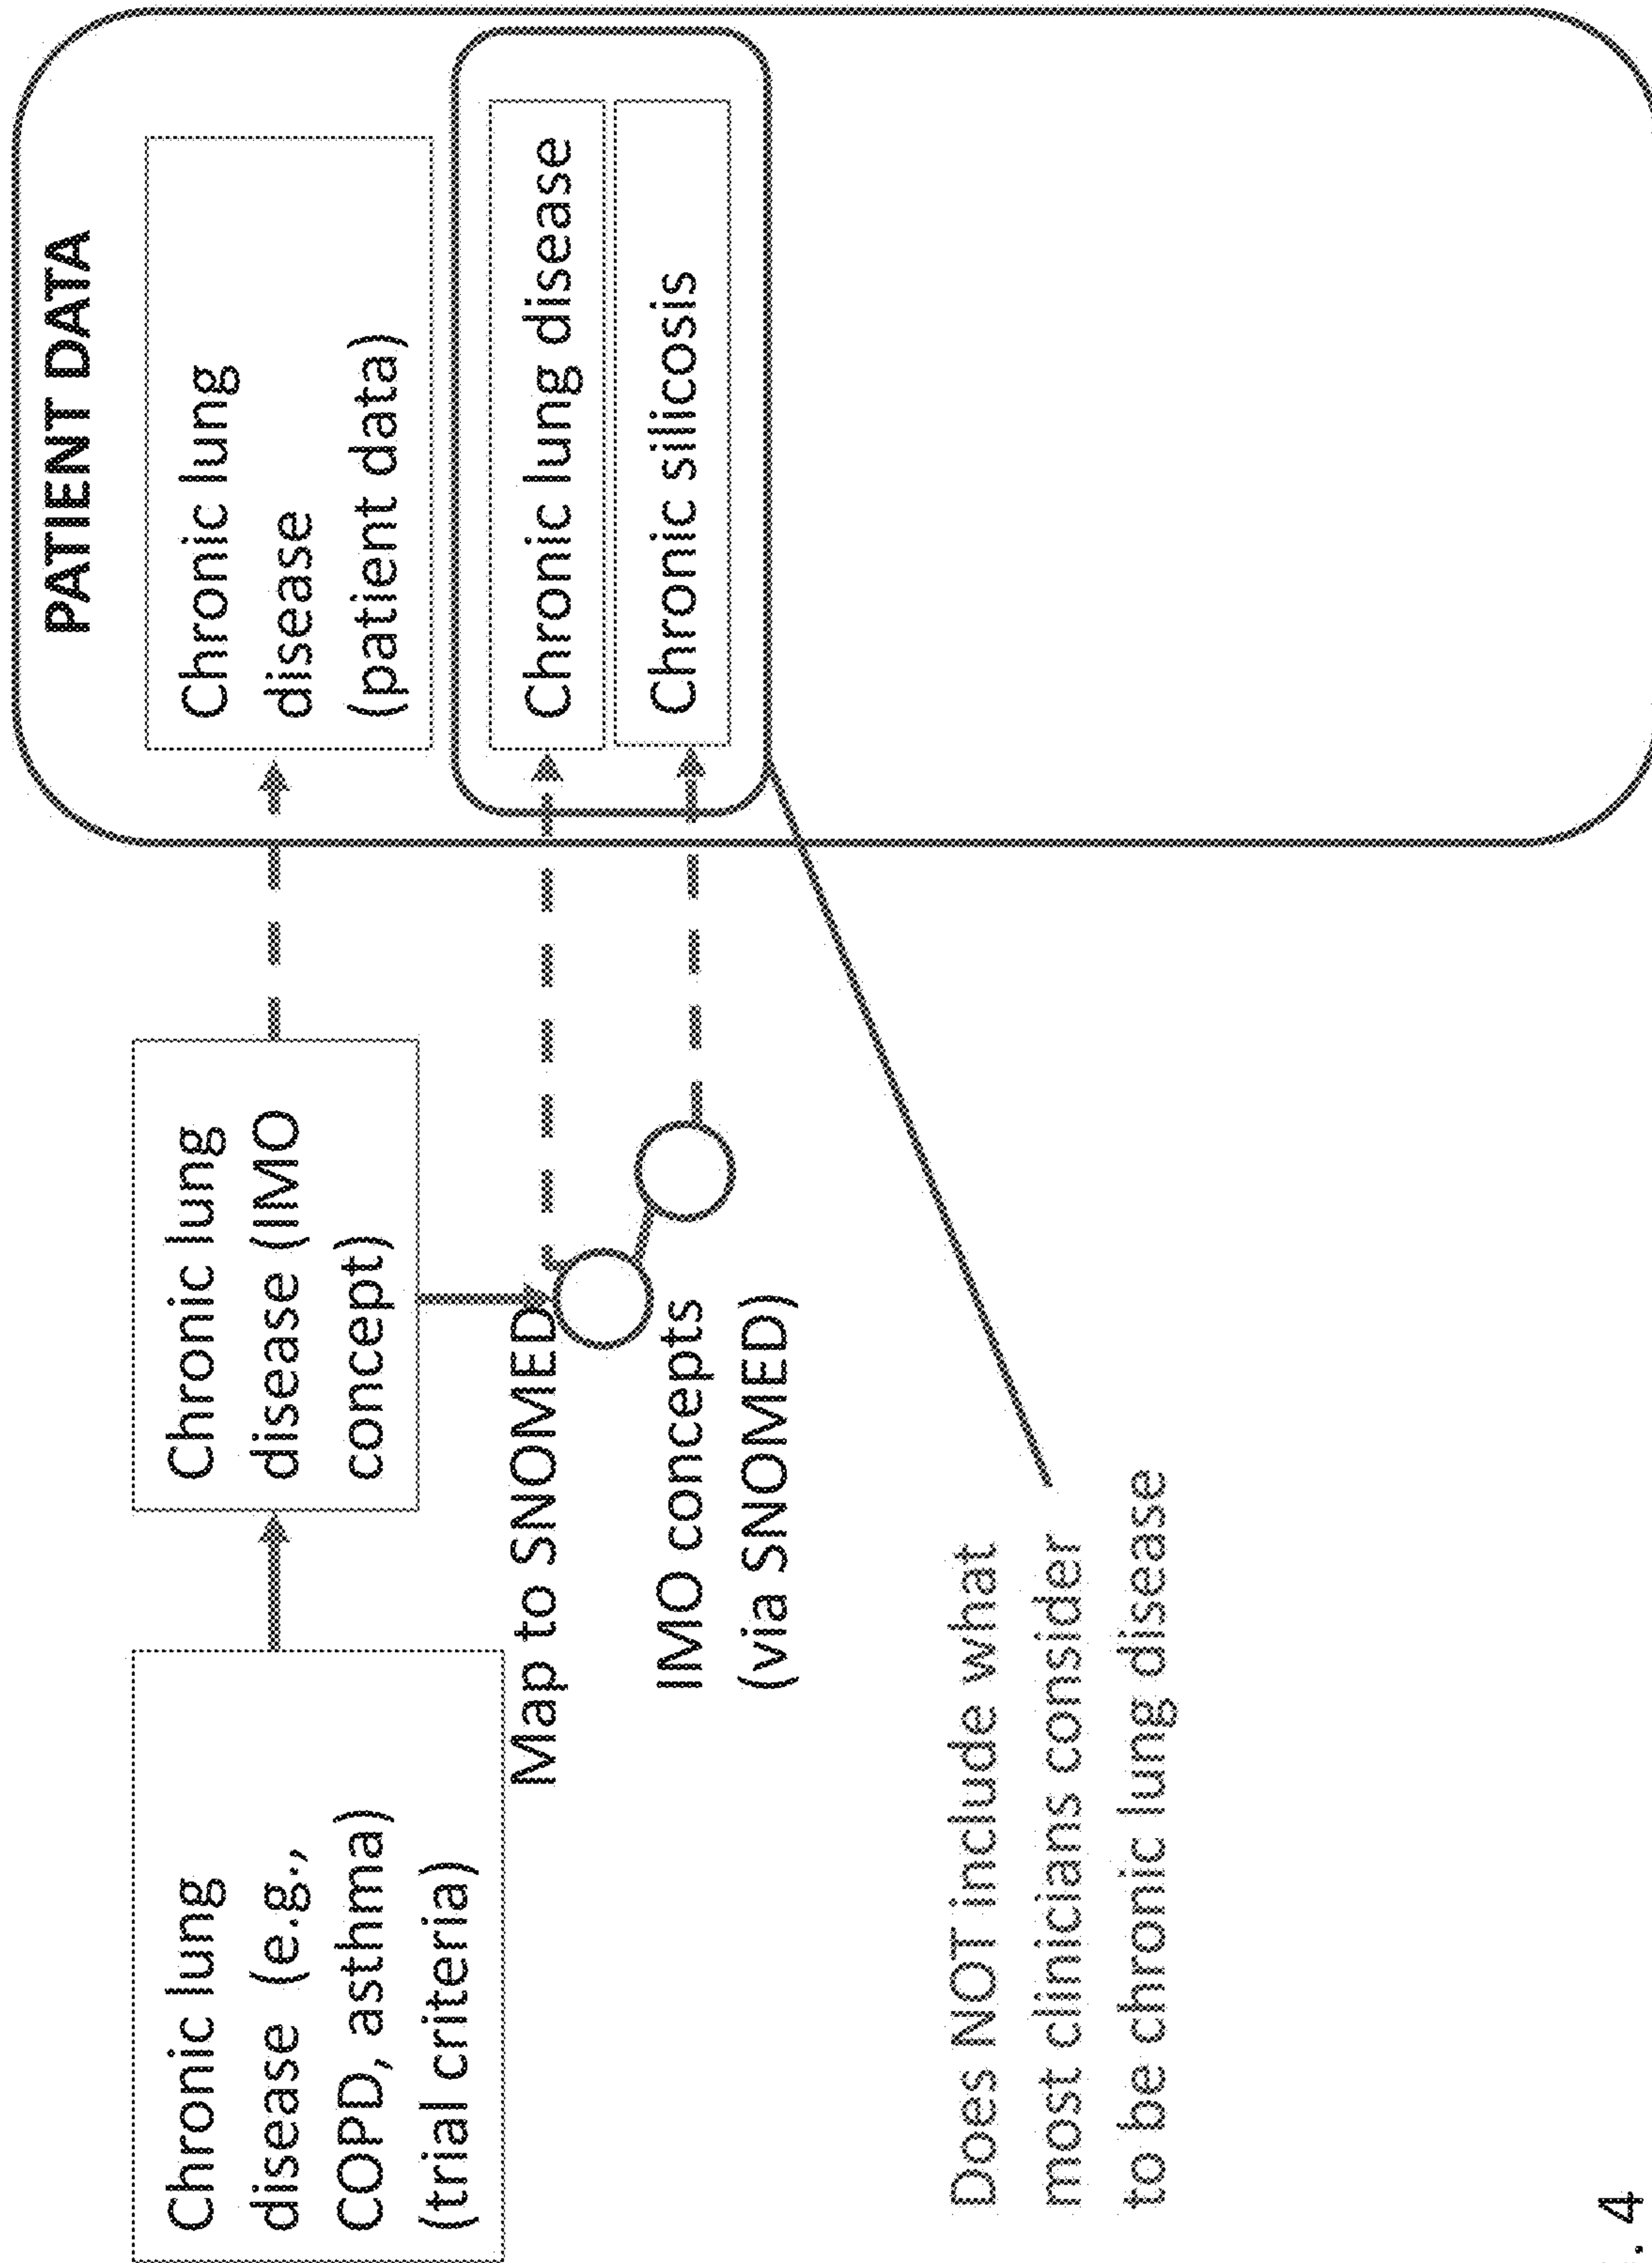 Chronic lung
disease (e.g.,
COPD, asthma)
(trial criteria)
Chronic lung
disease (IMO
concept)
Map to SNOMED
IMO concepts
(via SNOMED)
PATIENT DATA
Chronic lung
disease
(patient data)
Chronic lung disease
Chronic silicosis
Does NOT include what
most clinicians consider
to be chronic lung disease
. 4